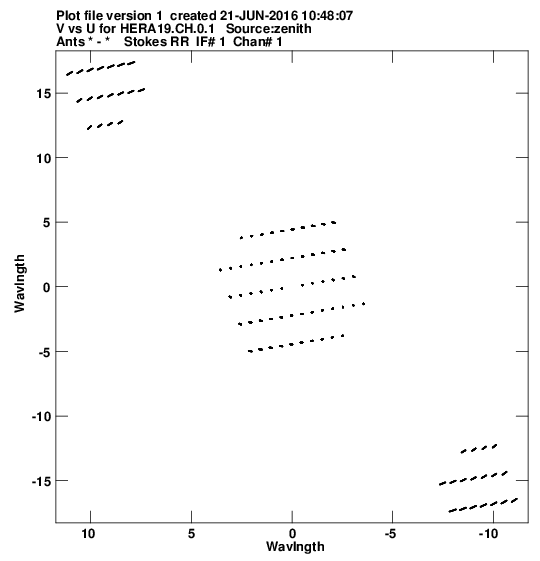 Plot file version 1 created 21-JUN-2016 10:48:07
V vs U for HERA19.CH.0.1 Source:zenith
Ants * - * Stokes RR IF# 1 Chan# 1
15
10
5
0
-5
-10
-15
Wavlngth
10 5 0 -5 -10
Wavlngth